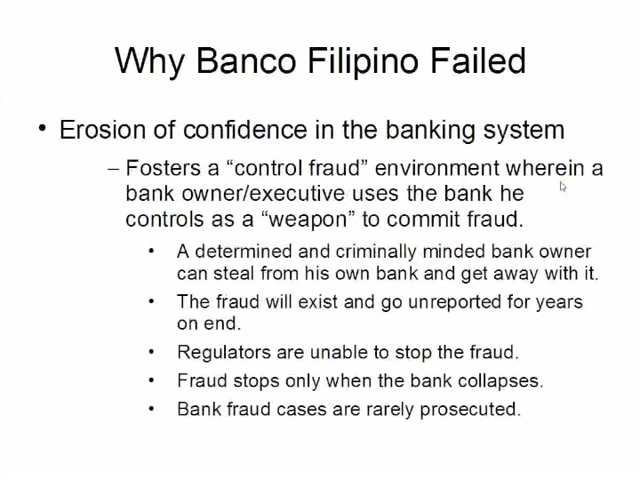 Why Banco Filipino Failed
• Erosion of confidence in the banking system
– Fosters a “control fraud” environment wherein a
bank owner/executive uses the bank he
controls as a “weapon” to commit fraud.
• A determined and criminally minded bank owner
can steal from his own bank and get away with it.
• The fraud will exist and go unreported for years
on end.
• Regulators are unable to stop the fraud.
• Fraud stops only when the bank collapses.
• Bank fraud cases are rarely prosecuted.